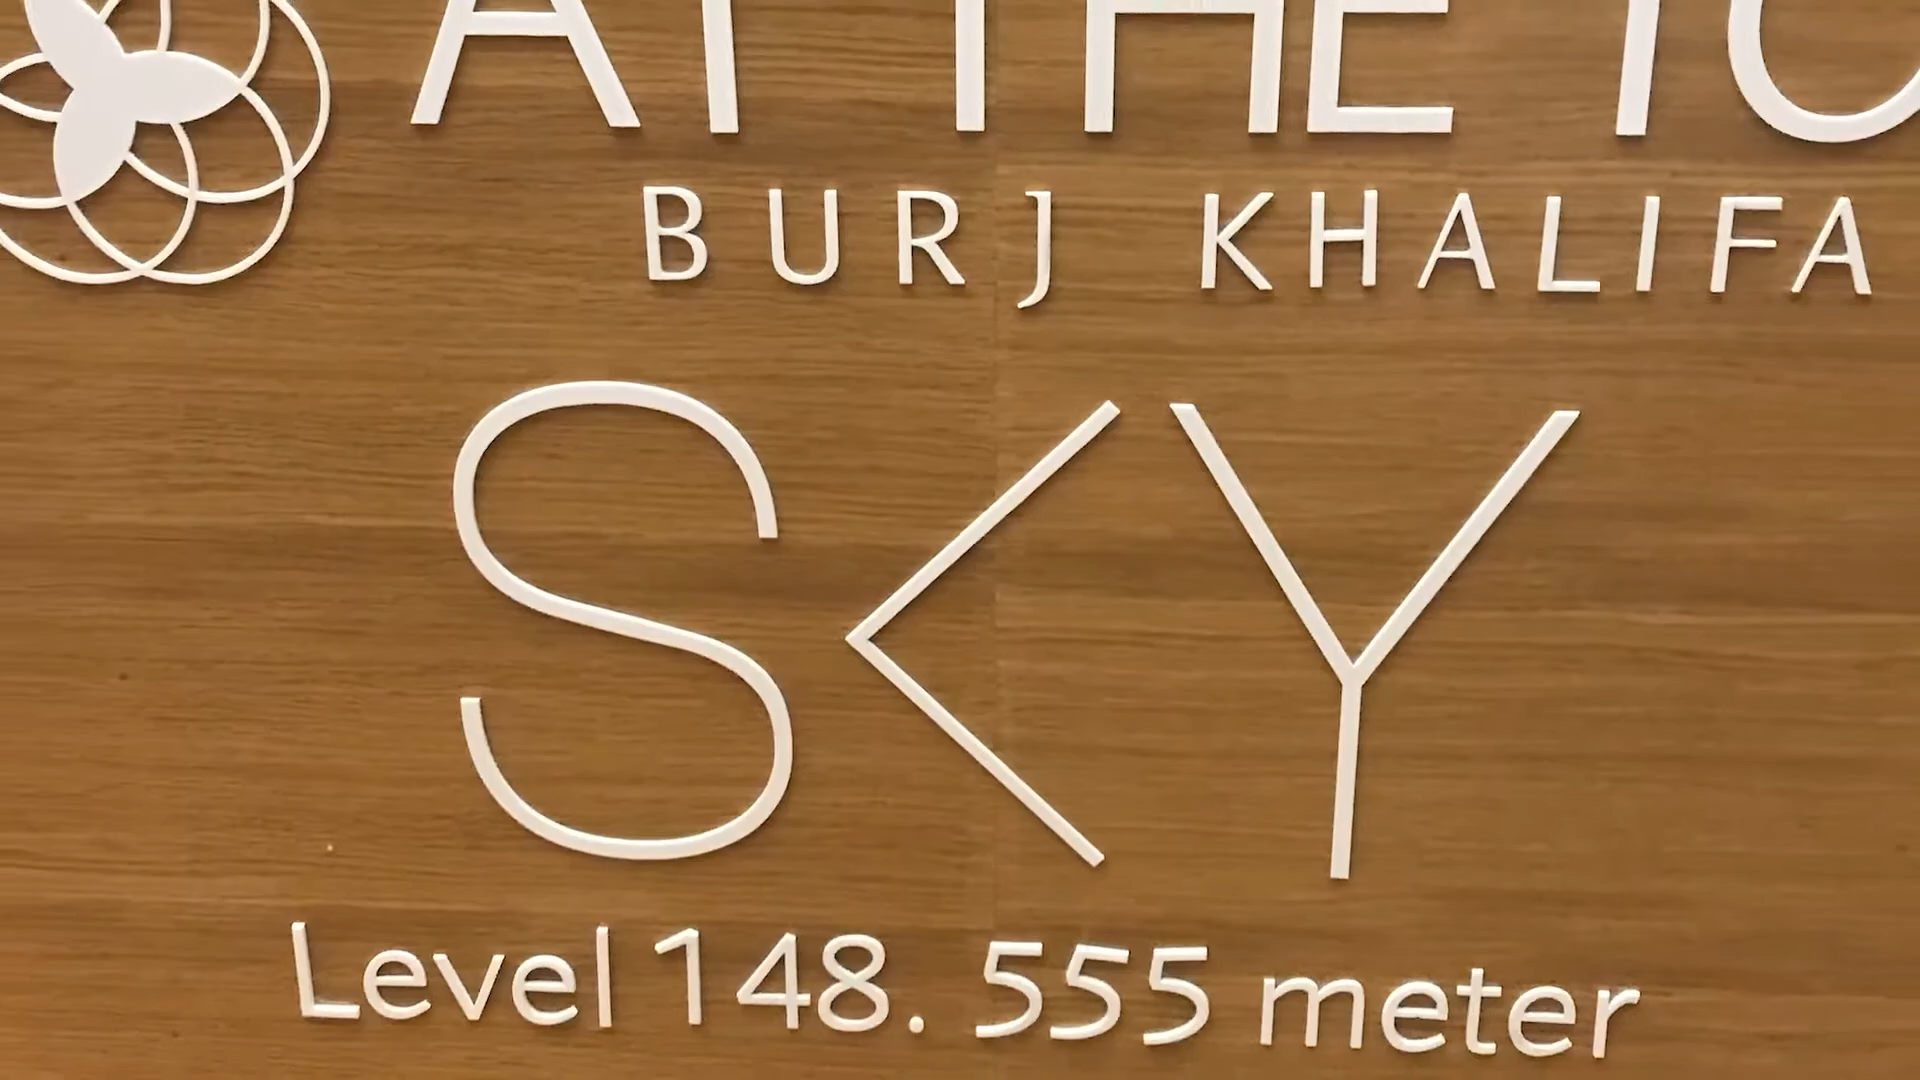 AT THE TO
BURJ KHALIFA
SKY
Level 148. 555 meter